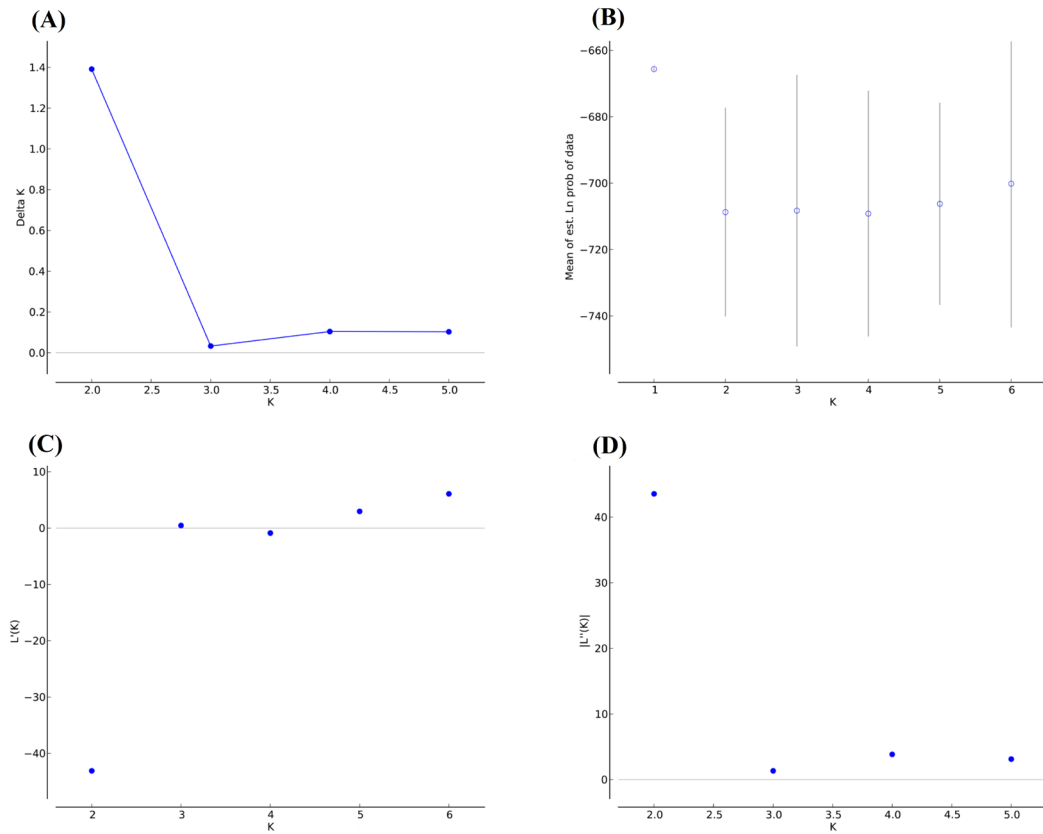 (A)
1.4
1.2
1.0
0.8
0.6
0.4
0.2
0.0
Delta K
2.0 2.5 3.0 3.5 4.0 4.5 5.0
K
(B)
−660
−680
−700
−720
−740
Mean of est. Ln prob of data
1 2 3 4 5 6
K
(C)
10
0
−10
−20
−30
−40
L'(K)
2 3 4 5 6
K
(D)
40
30
20
10
0
|L''(K)|
2.0 2.5 3.0 3.5 4.0 4.5 5.0
K